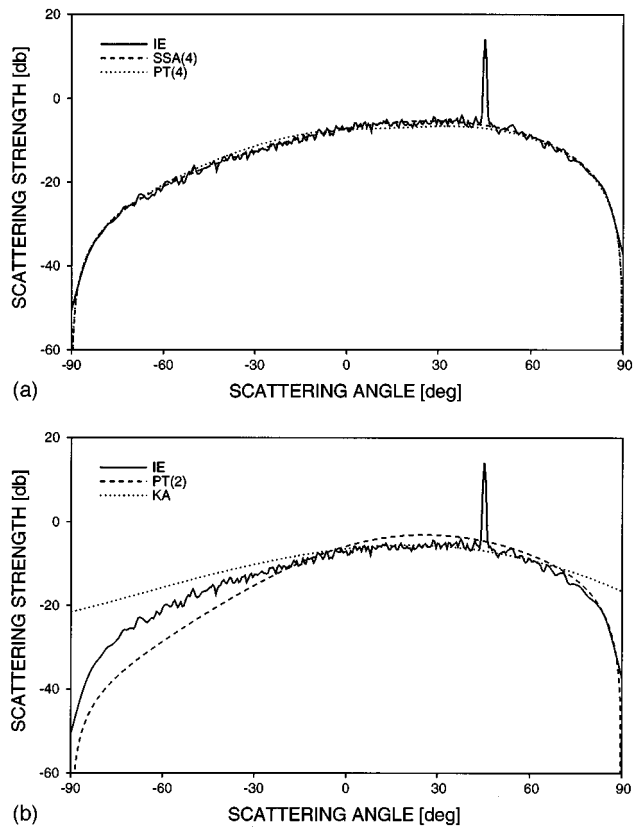 20
IE
SSA(4)
PT(4)
0
-20
-40
-60
SCATTERING STRENGTH [db]
-90 -60 -30 0 30 60 90
(a) SCATTERING ANGLE [deg]
20
IE
PT(2)
KA
0
-20
-40
-60
SCATTERING STRENGTH [db]
-90 -60 -30 0 30 60 90
(b) SCATTERING ANGLE [deg]